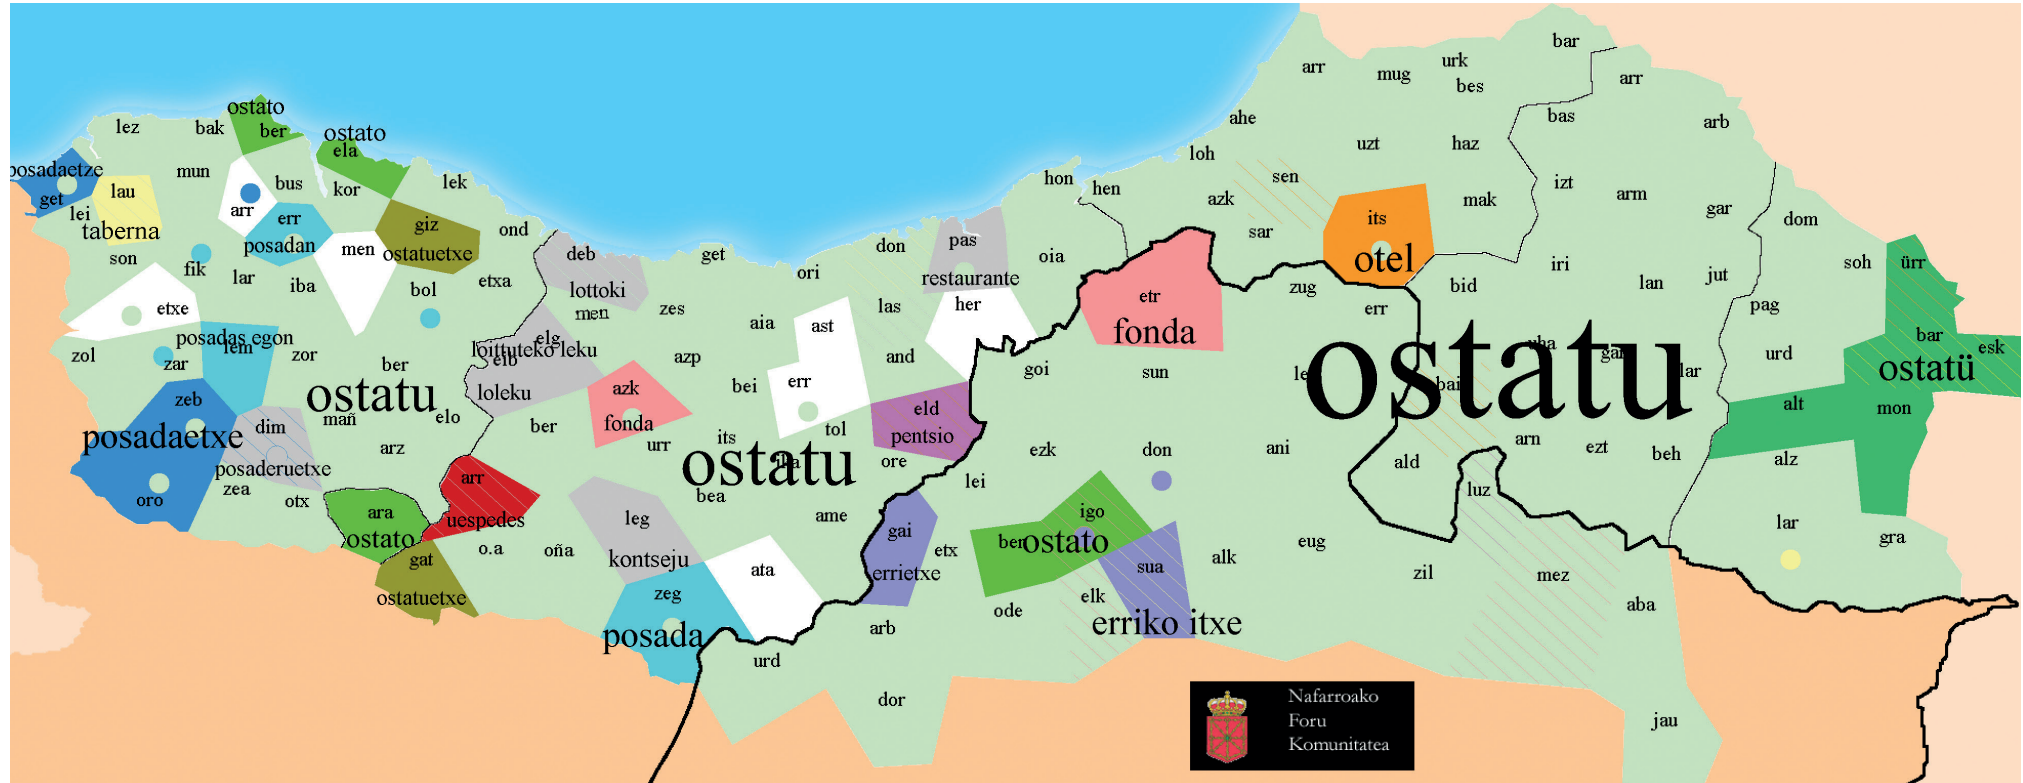 bar
arr
mug
urk
bes
arr
lez
bak
ostato
ber
ostato
ela
ahe
bas
arb
posadaetxe
get
lau
mun
bus
kor
lek
loh
uzt
haz
hon
hen
sen
izt
arm
lei
taberna
arr
err
posadan
giz
ostatuetxe
ond
azk
its
mak
gar
dom
son
fik
lar
iba
men
bol
etxa
deb
lottoki
men
get
ori
don
pas
restaurante
oia
sar
otel
iri
soh
ürr
etxe
zes
las
her
etr
fonda
zug
err
bid
lan
jut
pag
zol
zar
posadas egon
lem
zor
ber
elg
loittuteko leku
elb
loleku
azp
aia
ast
and
goi
sun
ostatu
gar
lar
urd
bar
esk
ostatü
zeb
posadaetxe
dim
posaderuetxe
ostatu
mañ
elo
azk
fonda
bei
err
eld
pentsio
bai
alt
mon
oro
zea
otx
arz
ber
urr
its
ostatu
tol
ore
ezk
don
ani
ald
arn
ezt
beh
alz
ara
ostato
arr
uespedes
leg
kontseju
bea
ame
lei
igo
ostato
luz
lar
gra
gat
ostatuetxe
o.a
oña
zeg
posada
ata
gai
errietxe
etx
ode
elk
sua
erriko itxe
alk
eug
zil
mez
aba
urd
arb
dor
jau
Nafarroako
Foru
Komunitatea